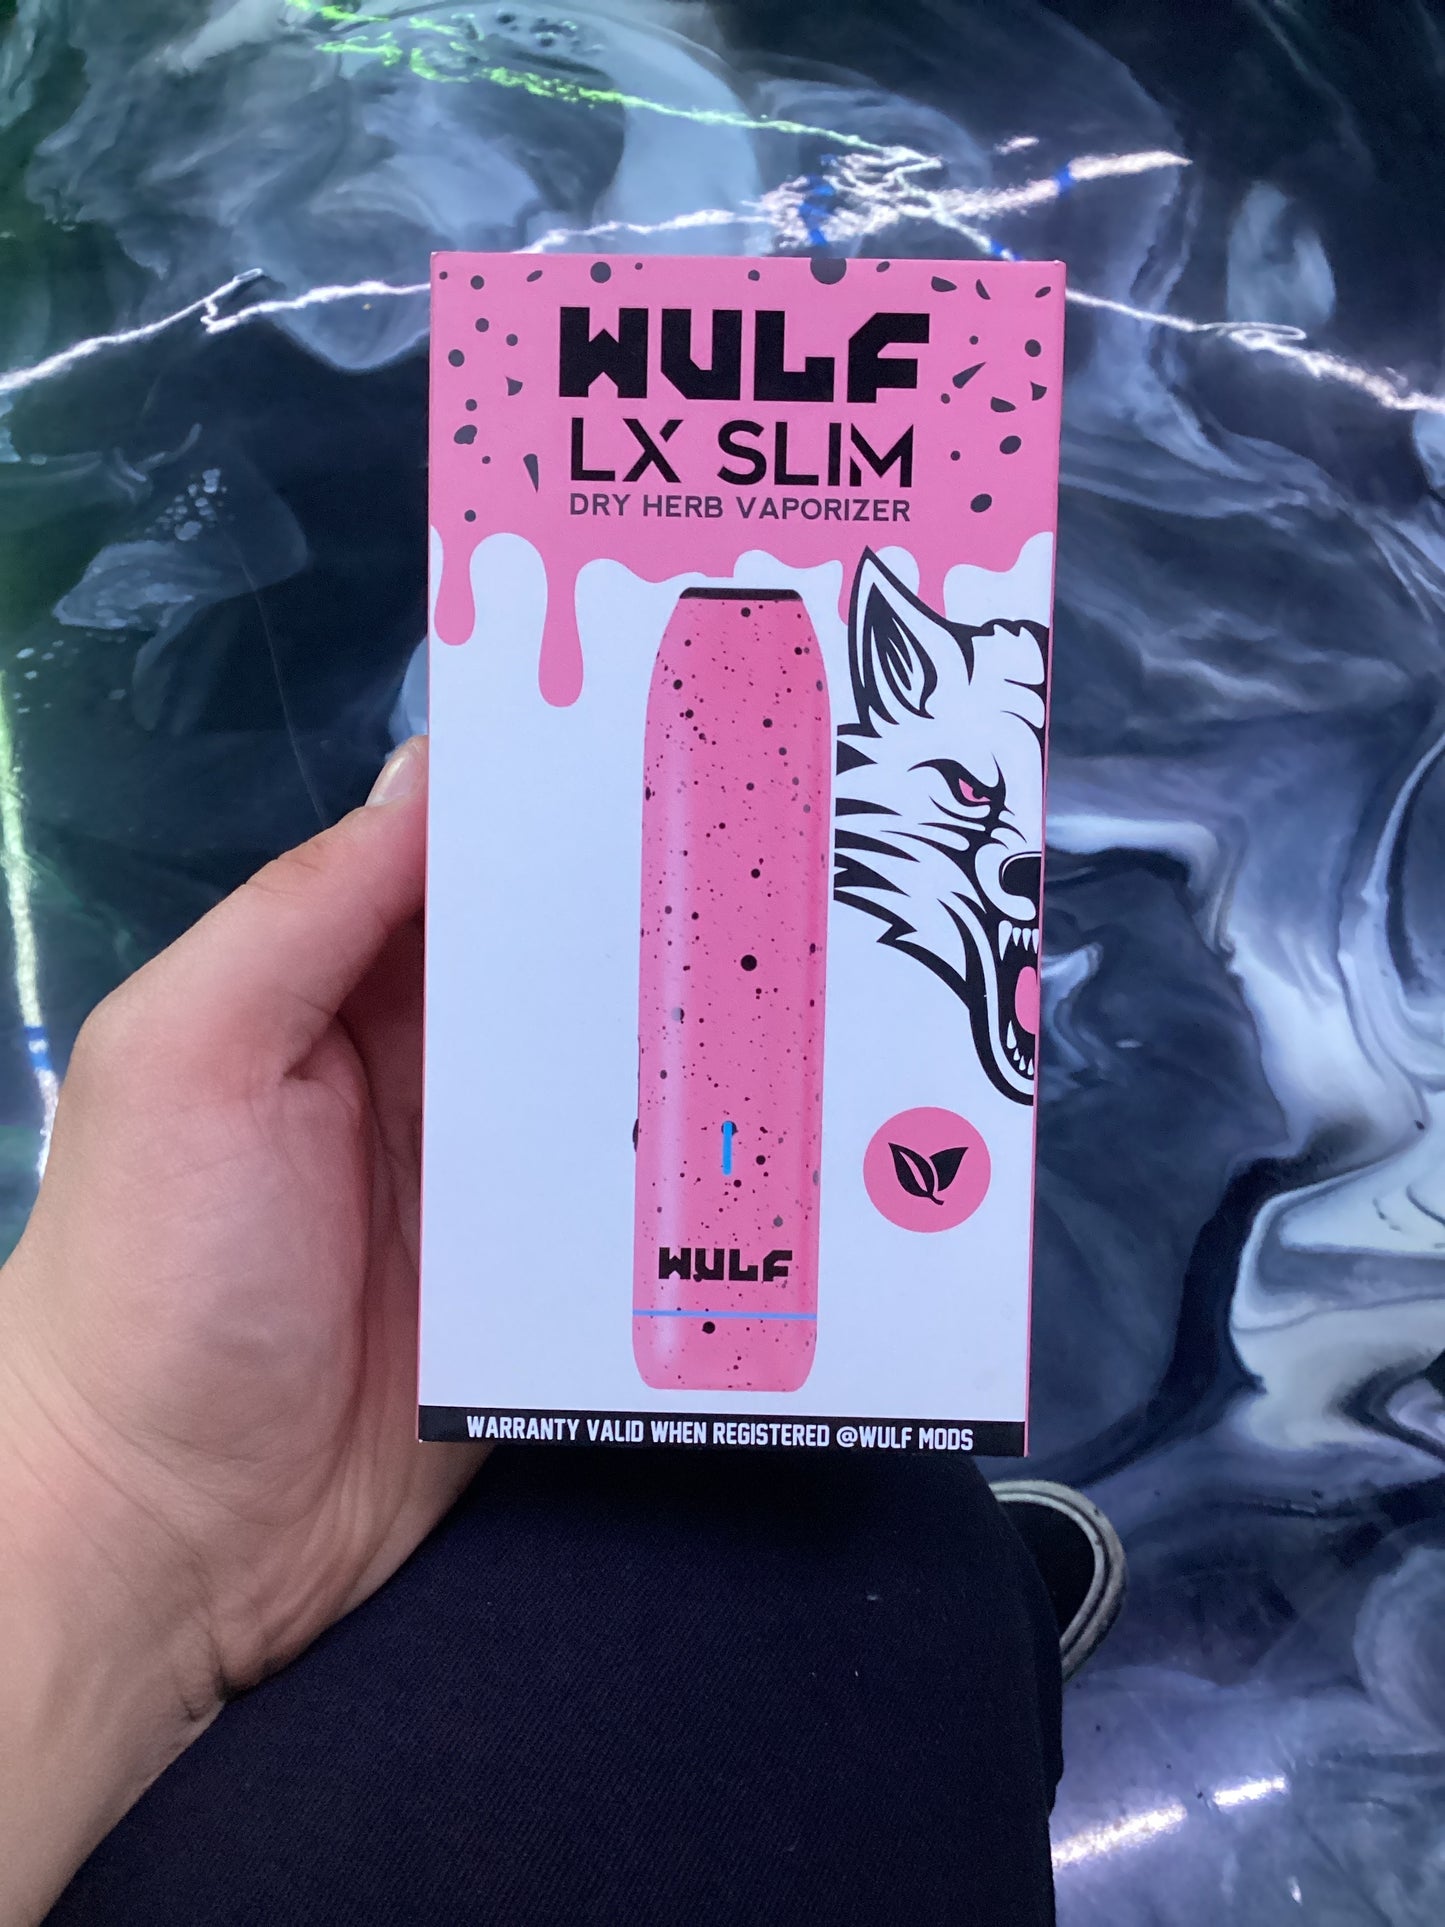 WULF
LX SLIM
DRY HERB VAPORIZER
WULF
WARRANTY VALID WHEN REGISTERED @WULF MODS